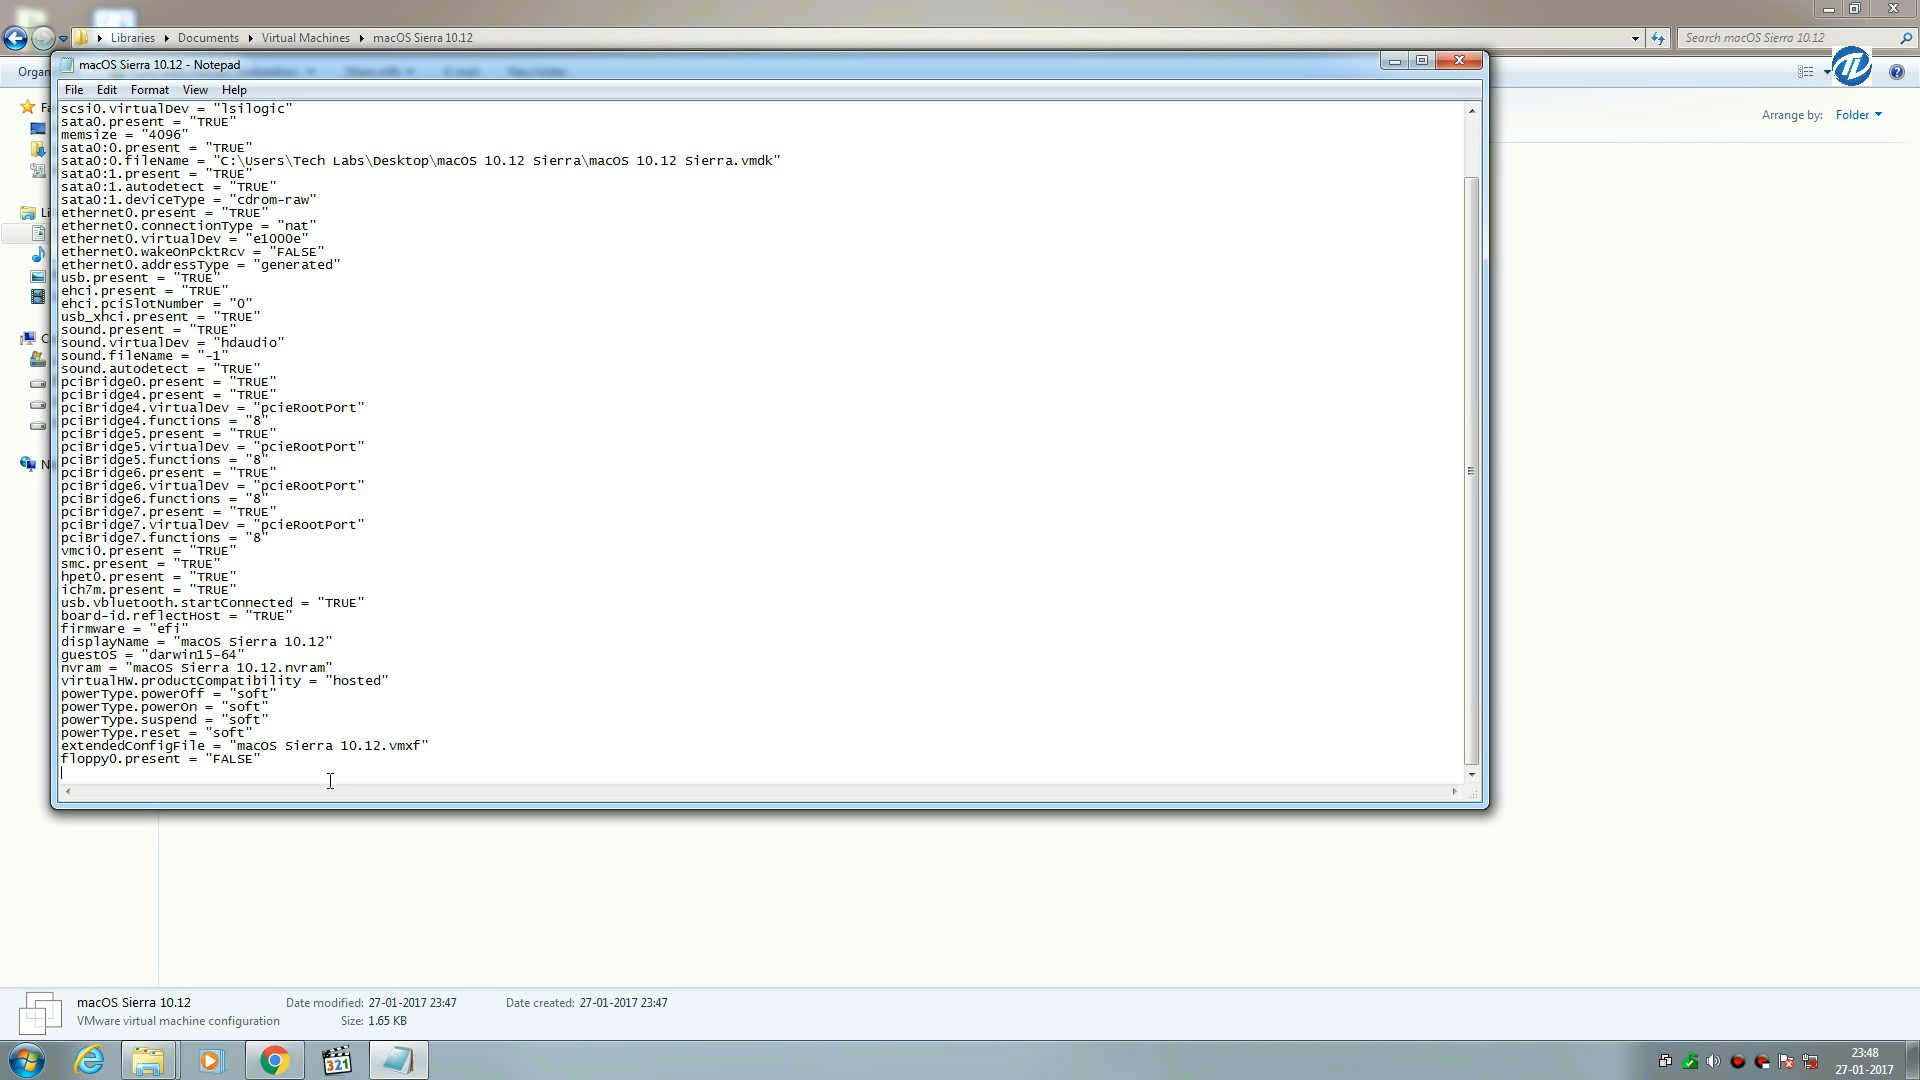 Libraries
Documents
Virtual Machines
macOS Sierra 10.12
Search macOS Sierra 10.12
macOS Sierra 10.12 - Notepad
Organ
TL
File Edit Format View Help
Arrange by: Folder
scsi0.virtualDev = "lsilogic"
sata0.present = "TRUE"
memsize = "4096"
sata0:0.present = "TRUE"
sata0:0.fileName = "C:\Users\Tech Labs\Desktop\macOS 10.12 Sierra\macOS 10.12 Sierra.vmdk"
sata0:1.present = "TRUE"
sata0:1.autodetect = "TRUE"
sata0:1.deviceType = "cdrom-raw"
ethernet0.present = "TRUE"
ethernet0.connectionType = "nat"
ethernet0.virtualDev = "e1000e"
ethernet0.wakeOnPcktRcv = "FALSE"
ethernet0.addressType = "generated"
usb.present = "TRUE"
ehci.present = "TRUE"
ehci.pciSlotNumber = "0"
usb_xhci.present = "TRUE"
sound.present = "TRUE"
sound.virtualDev = "hdaudio"
sound.fileName = "-1"
sound.autodetect = "TRUE"
pciBridge0.present = "TRUE"
pciBridge4.present = "TRUE"
pciBridge4.virtualDev = "pcieRootPort"
pciBridge4.functions = "8"
pciBridge5.present = "TRUE"
pciBridge5.virtualDev = "pcieRootPort"
pciBridge5.functions = "8"
pciBridge6.present = "TRUE"
pciBridge6.virtualDev = "pcieRootPort"
pciBridge6.functions = "8"
pciBridge7.present = "TRUE"
pciBridge7.virtualDev = "pcieRootPort"
pciBridge7.functions = "8"
vmci0.present = "TRUE"
smc.present = "TRUE"
hpet0.present = "TRUE"
ich7m.present = "TRUE"
usb.vbluetooth.startConnected = "TRUE"
board-id.reflectHost = "TRUE"
firmware = "efi"
displayName = "macOS Sierra 10.12"
guestOS = "darwin15-64"
nvram = "macOS Sierra 10.12.nvram"
virtualHW.productCompatibility = "hosted"
powerType.powerOff = "soft"
powerType.powerOn = "soft"
powerType.suspend = "soft"
powerType.reset = "soft"
extendedConfigFile = "macOS Sierra 10.12.vmxf"
floppy0.present = "FALSE"
Fa
Li
C
N
macOS Sierra 10.12 Date modified: 27-01-2017 23:47 Date created: 27-01-2017 23:47
VMware virtual machine configuration Size: 1.65 KB
321
23:48
27-01-2017